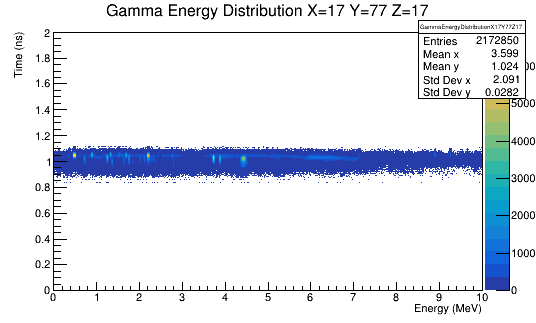 Gamma Energy Distribution X=17 Y=77 Z=17
GammaEnergyDistributionX17Y77Z17
Entries 2172850
Mean x 3.599
Mean y 1.024
Std Dev x 2.091
Std Dev y 0.0282
Time (ns)
2
1.8
1.6
1.4
1.2
1
0.8
0.6
0.4
0.2
0
0 1 2 3 4 5 6 7 8 9 10
Energy (MeV)
5000
4000
3000
2000
1000
0